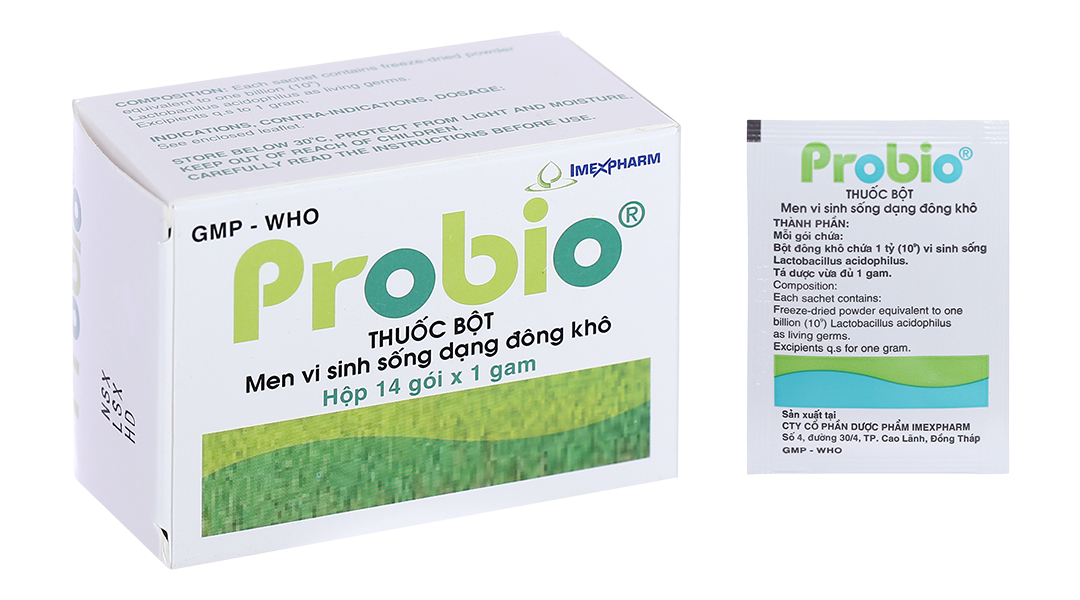 COMPOSITION: Each sachet contains freeze-dried powder
equivalent to one billion (10⁹)
Lactobacillus acidophilus as living germs.
Excipients q.s to 1 gram.
INDICATIONS, CONTRA-INDICATIONS, DOSAGE:
See enclosed leaflet.
STORE BELOW 30°C, PROTECT FROM LIGHT AND MOISTURE.
KEEP OUT OF REACH OF CHILDREN.
CAREFULLY READ THE INSTRUCTIONS BEFORE USE.
IMEXPHARM
GMP - WHO
Probio®
THUỐC BỘT
Men vi sinh sống dạng đông khô
Hộp 14 gói x 1 gam
NSX
LSX
HD
Probio®
THUỐC BỘT
Men vi sinh sống dạng đông khô
THÀNH PHẦN:
Mỗi gói chứa:
Bột đông khô chứa 1 tỷ (10⁹) vi sinh sống
Lactobacillus acidophilus.
Tá dược vừa đủ 1 gam.
Composition:
Each sachet contains:
Freeze-dried powder equivalent to one
billion (10⁹) Lactobacillus acidophilus
as living germs.
Excipients q.s for one gram.
Sản xuất tại
CTY CỔ PHẦN DƯỢC PHẨM IMEXPHARM
Số 4, đường 30/4, TP. Cao Lãnh, Đồng Tháp
GMP - WHO